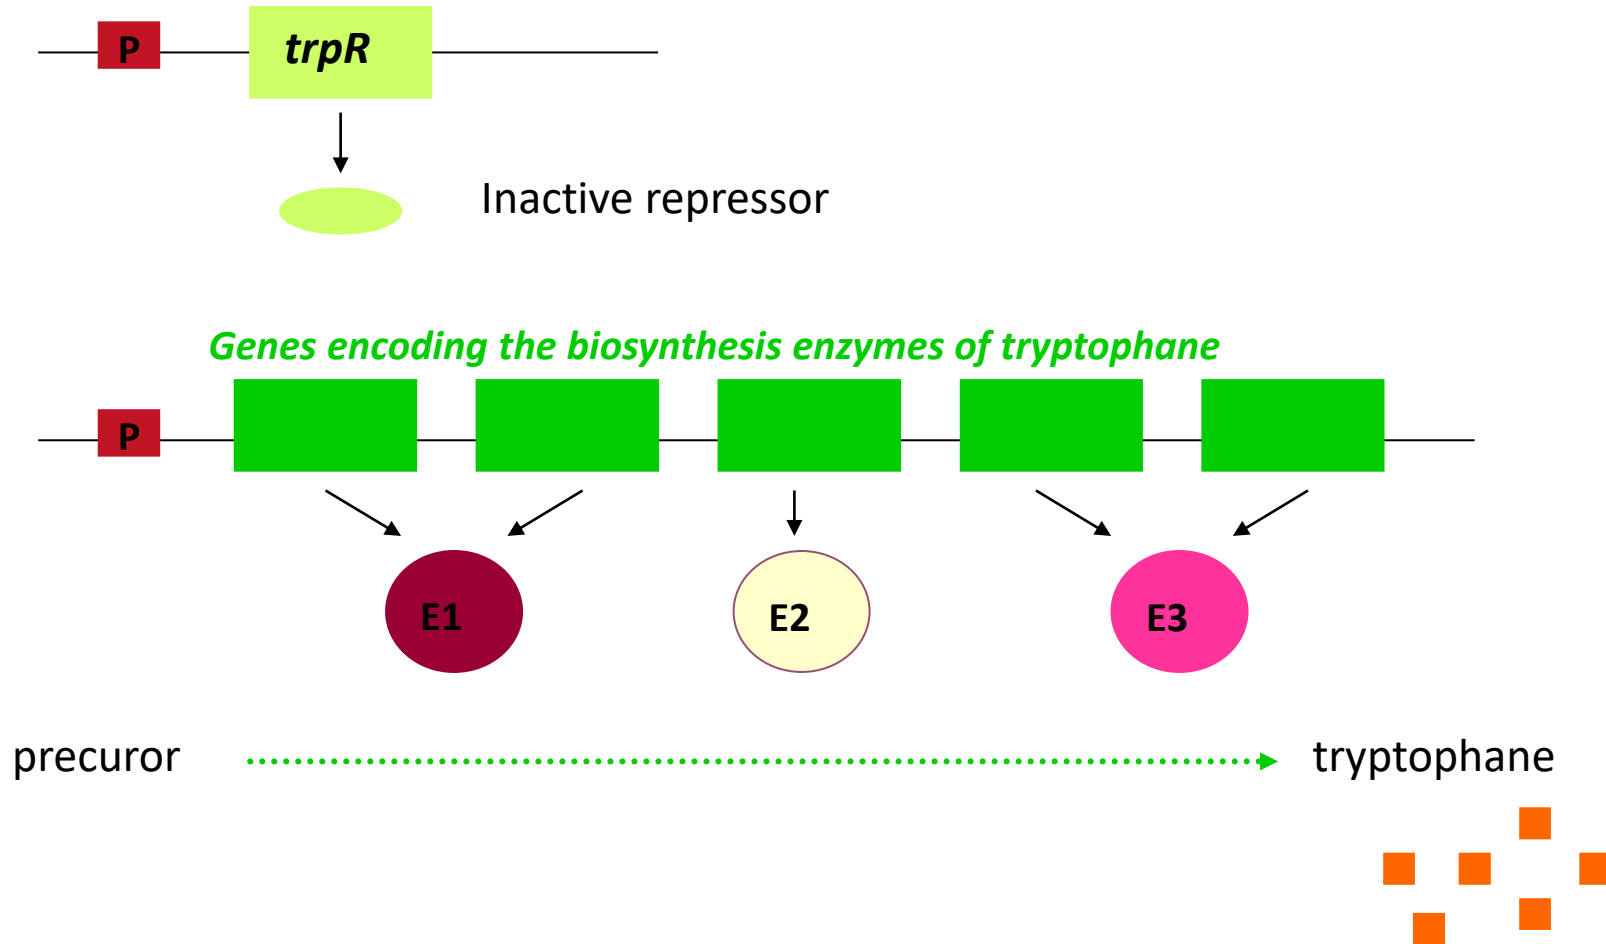 P
trpR
Inactive repressor
Genes encoding the biosynthesis enzymes of tryptophane
P
E1
E2
E3
precuror
tryptophane